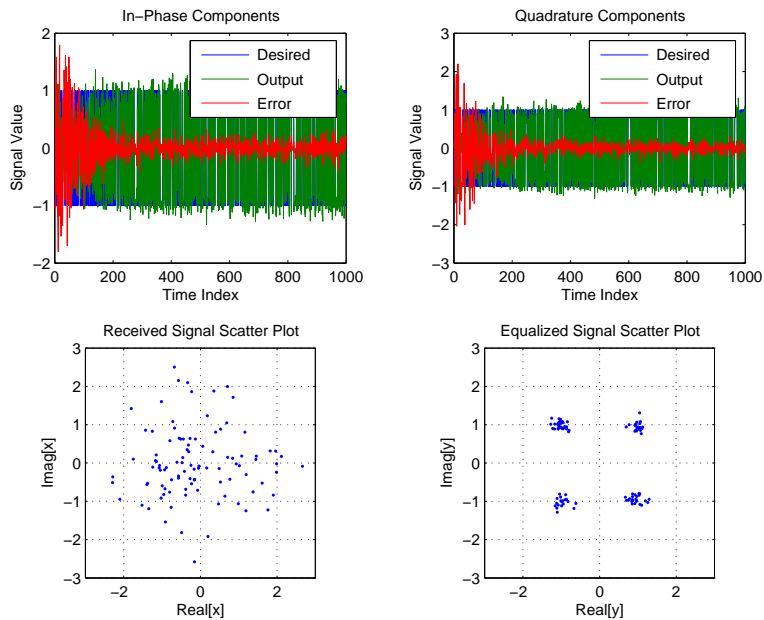 In−Phase Components
2
1
0
−1
−2
Signal Value
0 200 400 600 800 1000
Time Index
Desired
Output
Error
Quadrature Components
3
2
1
0
−1
−2
−3
Signal Value
0 200 400 600 800 1000
Time Index
Desired
Output
Error
Received Signal Scatter Plot
3
2
1
0
−1
−2
−3
Imag[x]
−2 0 2
Real[x]
Equalized Signal Scatter Plot
3
2
1
0
−1
−2
−3
Imag[y]
−2 0 2
Real[y]